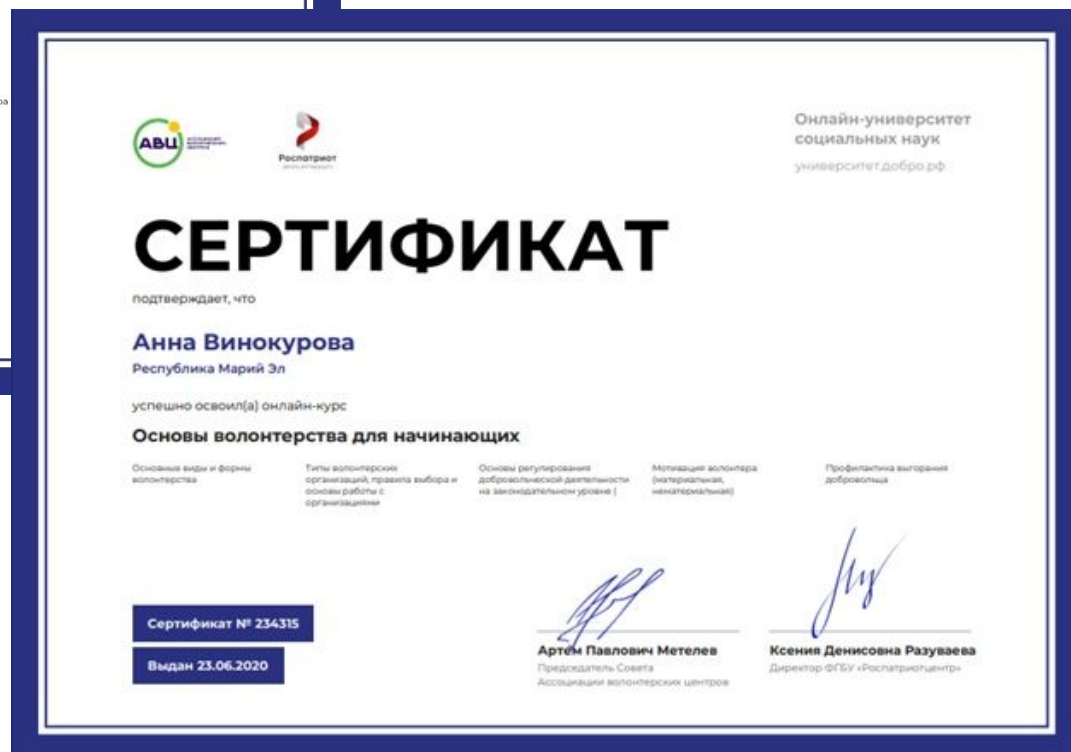 ра
АВЦ
Роспатриот
Онлайн-университет
социальных наук
университет.добро.рф
СЕРТИФИКАТ
подтверждает, что
Анна Винокурова
Республика Марий Эл
успешно освоил(а) онлайн-курс
Основы волонтерства для начинающих
Основные виды и формы
волонтерства
Типы волонтерских
организаций, правила выбора и
основы работы с
организациями
Основы регулирования
добровольческой деятельности
на законодательном уровне (
Мотивация волонтера
(материальная,
нематериальная)
Профилактика выгорания
добровольца
Сертификат № 234315
Выдан 23.06.2020
Артем Павлович Метелев
Председатель Совета
Ассоциации волонтерских центров
Ксения Денисовна Разуваева
Директор ФГБУ «Роспатриотцентр»